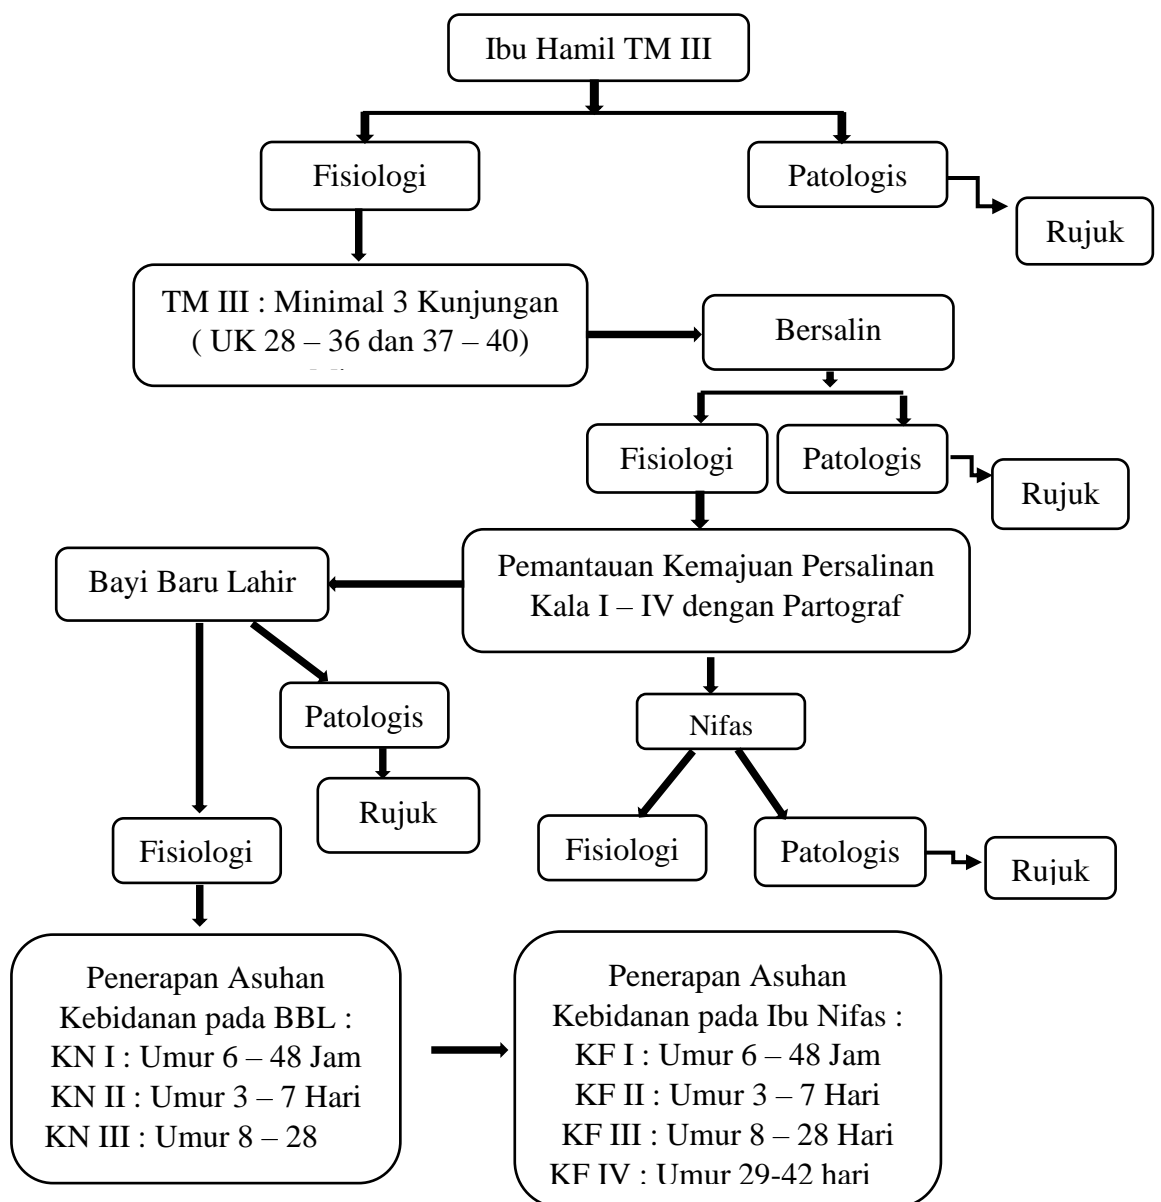 Ibu Hamil TM III
Fisiologi
Patologis
Rujuk
TM III : Minimal 3 Kunjungan
( UK 28 – 36 dan 37 – 40)
Bersalin
Fisiologi
Patologis
Rujuk
Pemantauan Kemajuan Persalinan
Kala I – IV dengan Partograf
Bayi Baru Lahir
Patologis
Rujuk
Nifas
Fisiologi
Fisiologi
Patologis
Rujuk
Penerapan Asuhan
Kebidanan pada BBL :
KN I : Umur 6 – 48 Jam
KN II : Umur 3 – 7 Hari
KN III : Umur 8 – 28
Penerapan Asuhan
Kebidanan pada Ibu Nifas :
KF I : Umur 6 – 48 Jam
KF II : Umur 3 – 7 Hari
KF III : Umur 8 – 28 Hari
KF IV : Umur 29-42 hari